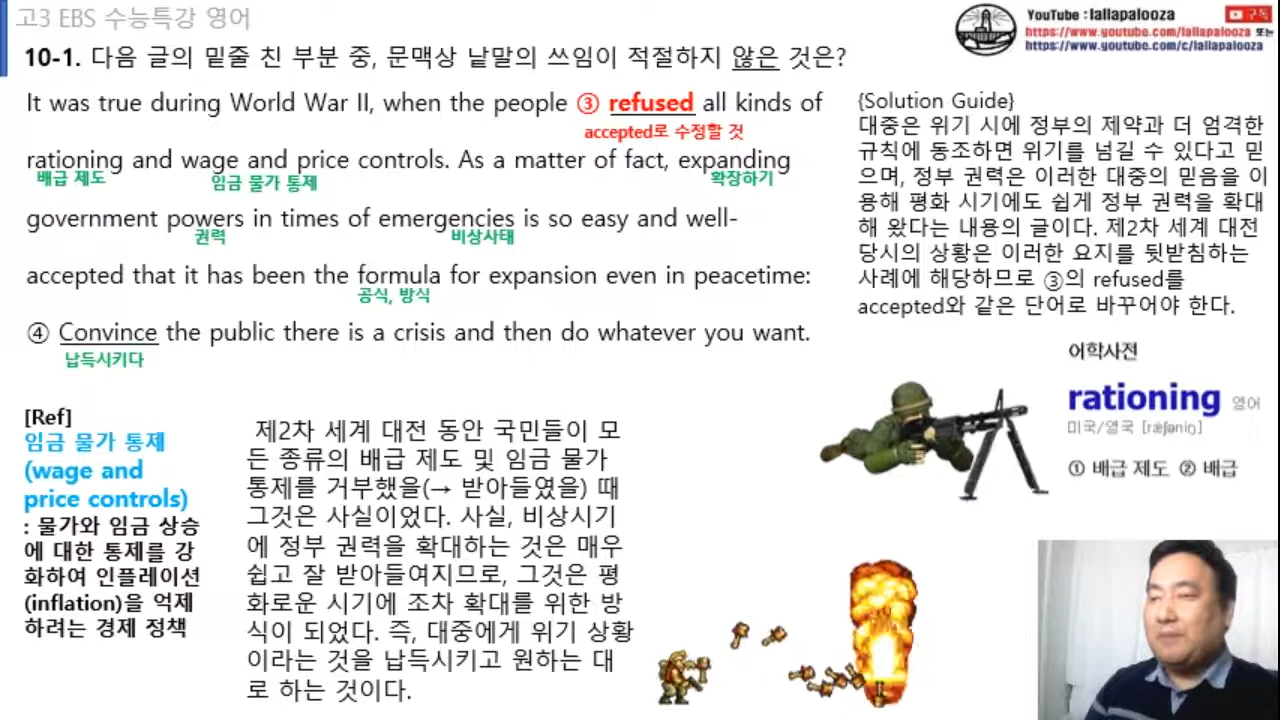 고3 EBS 수능특강 영어
YouTube : lallapalooza
구독
https://www.youtube.com/lallapalooza 또는
https://www.youtube.com/c/lallapalooza
10-1. 다음 글의 밑줄 친 부분 중, 문맥상 낱말의 쓰임이 적절하지 않은 것은?
It was true during World War II, when the people ③ refused all kinds of
accepted로 수정할 것
rationing and wage and price controls. As a matter of fact, expanding
배급 제도 임금 물가 통제 확장하기
government powers in times of emergencies is so easy and well-
권력 비상사태
accepted that it has been the formula for expansion even in peacetime:
공식, 방식
④ Convince the public there is a crisis and then do whatever you want.
납득시키다
{Solution Guide}
대중은 위기 시에 정부의 제약과 더 엄격한
규칙에 동조하면 위기를 넘길 수 있다고 믿
으며, 정부 권력은 이러한 대중의 믿음을 이
용해 평화 시기에도 쉽게 정부 권력을 확대
해 왔다는 내용의 글이다. 제2차 세계 대전
당시의 상황은 이러한 요지를 뒷받침하는
사례에 해당하므로 ③의 refused를
accepted와 같은 단어로 바꾸어야 한다.
어학사전
rationing 영어
미국/영국 [rǽʃəniŋ]
① 배급 제도 ② 배급
[Ref]
임금 물가 통제
(wage and
price controls)
: 물가와 임금 상승
에 대한 통제를 강
화하여 인플레이션
(inflation)을 억제
하려는 경제 정책
제2차 세계 대전 동안 국민들이 모
든 종류의 배급 제도 및 임금 물가
통제를 거부했을(→ 받아들였을) 때
그것은 사실이었다. 사실, 비상시기
에 정부 권력을 확대하는 것은 매우
쉽고 잘 받아들여지므로, 그것은 평
화로운 시기에 조차 확대를 위한 방
식이 되었다. 즉, 대중에게 위기 상황
이라는 것을 납득시키고 원하는 대
로 하는 것이다.